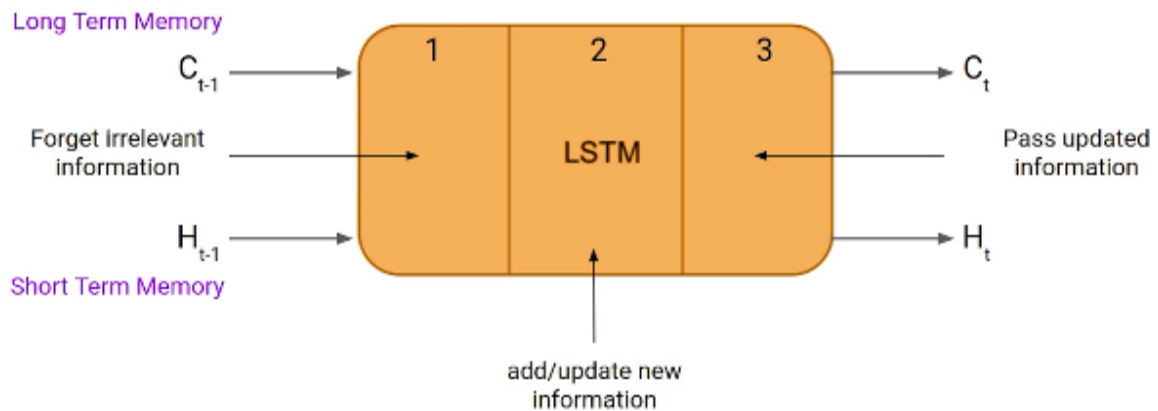 Long Term Memory
1
2
3
C t-1
C t
Forget irrelevant
information
LSTM
Pass updated
information
H t-1
H t
Short Term Memory
add/update new
information